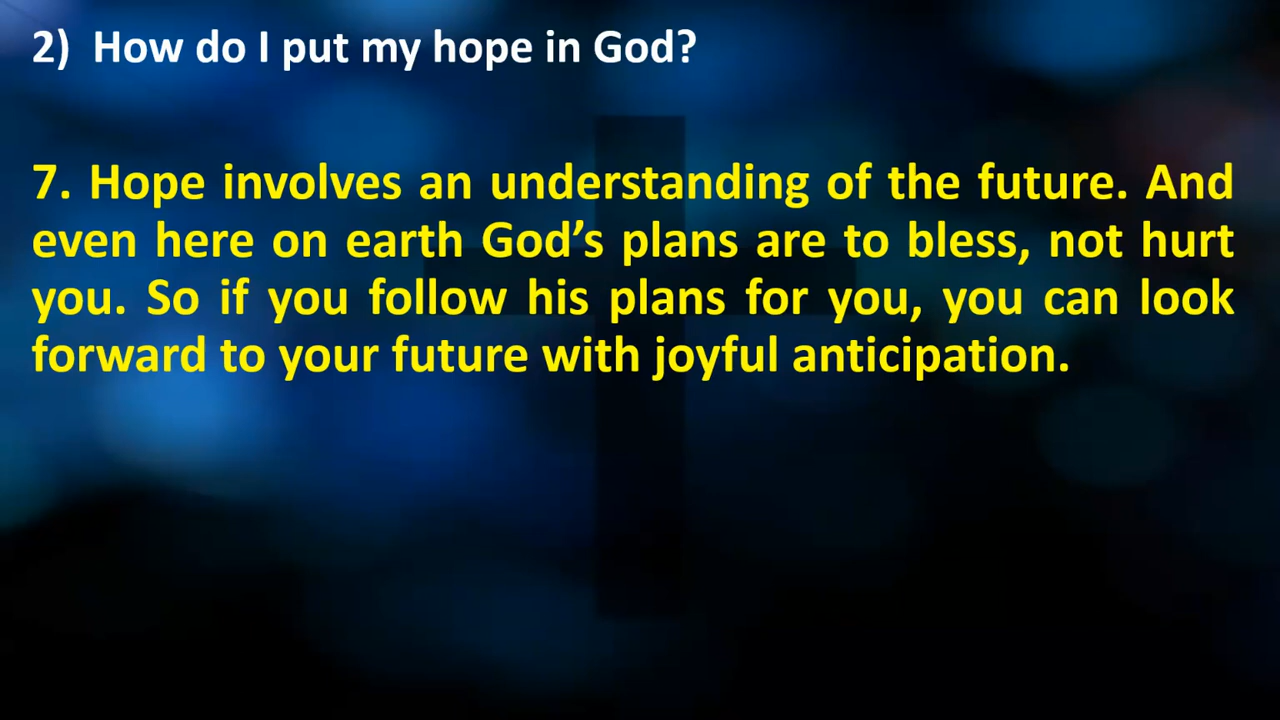 2)  How do I put my hope in God?
7. Hope involves an understanding of the future. And
even here on earth God’s plans are to bless, not hurt
you. So if you follow his plans for you, you can look
forward to your future with joyful anticipation.